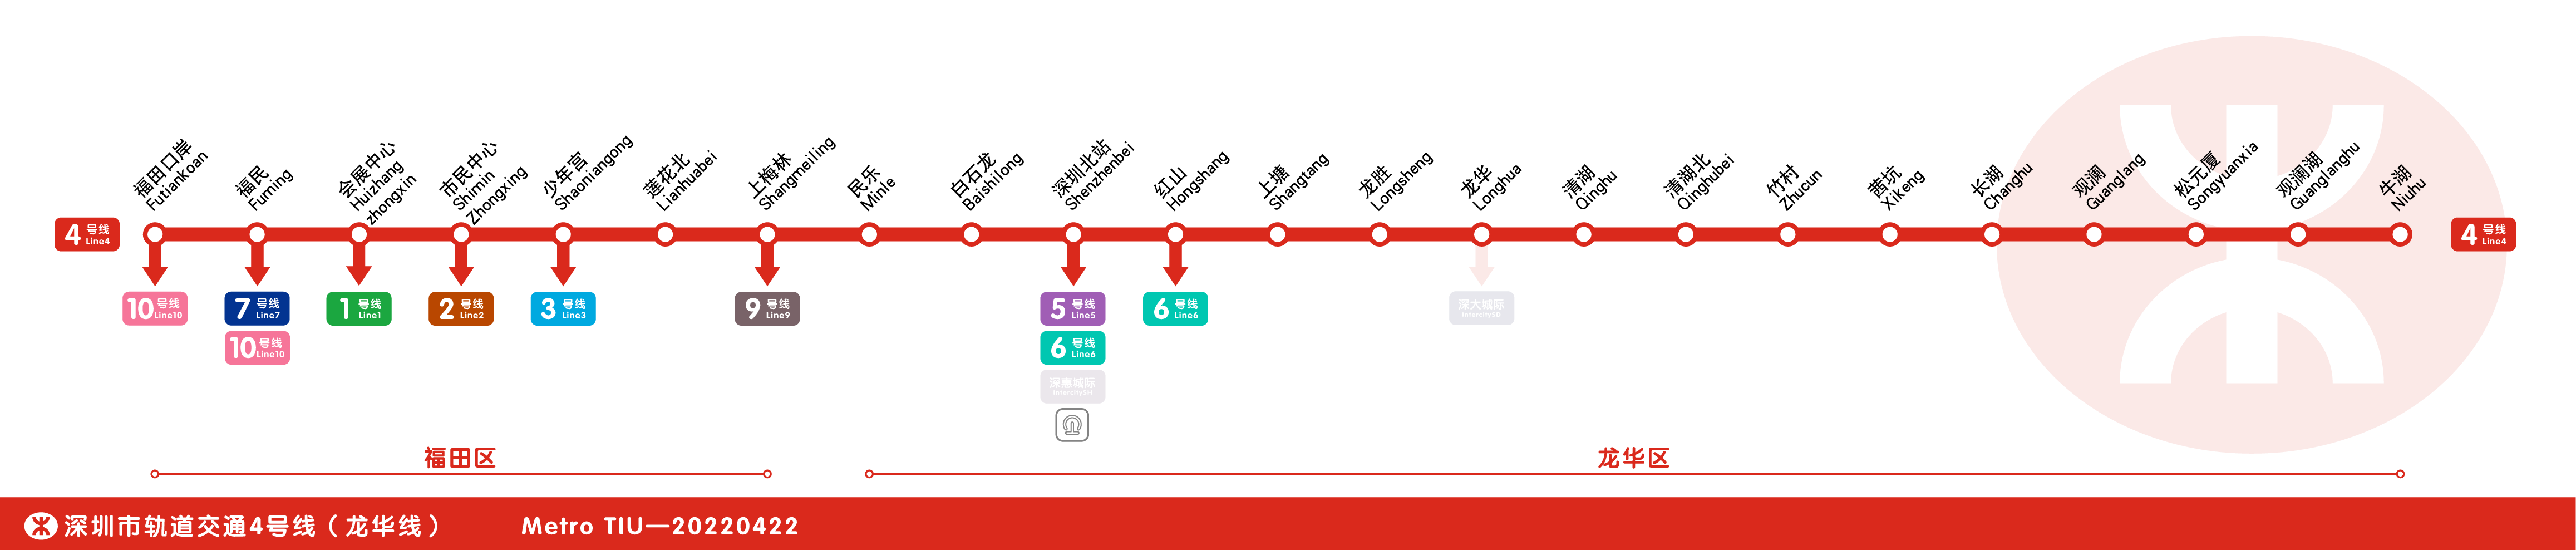 福田口岸
Futiankoan
福民
Fuming
会展中心
Huizhang
zhongxin
市民中心
Shimin
Zhongxing
少年宫
Shaoniangong
莲花北
Lianhuabei
上梅林
Shangmeiling
民乐
Minle
白石龙
Baishilong
深圳北站
Shenzhenbei
红山
Hongshang
上塘
Shangtang
龙胜
Longsheng
龙华
Longhua
清湖
Qinghu
清湖北
Qinghubei
竹村
Zhucun
茜坑
Xikeng
长湖
Changhu
观澜
Guanglang
松元厦
Songyuanxia
观澜湖
Guanglanghu
牛湖
Niuhu
4 号线
Line4
4 号线
Line4
10 号线
Line10
7 号线
Line7
10 号线
Line10
1 号线
Line1
2 号线
Line2
3 号线
Line3
9 号线
Line9
5 号线
Line5
6 号线
Line6
深惠城际
IntercitySH
6 号线
Line6
深大城际
IntercitySD
福田区
龙华区
深圳市轨道交通4号线（龙华线） Metro TIU—20220422